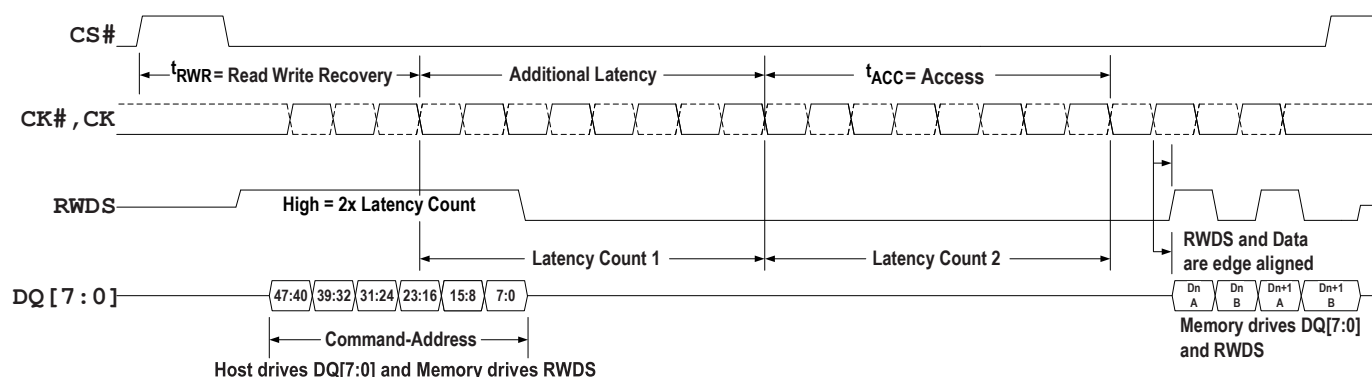 CS#
tRWR= Read Write Recovery
Additional Latency
tACC= Access
CK#,CK
RWDS
High = 2x Latency Count
Latency Count 1
Latency Count 2
RWDS and Data
are edge aligned
DQ[7:0]
47:40 39:32 31:24 23:16 15:8 7:0
Dn A Dn B Dn+1 A Dn+1 B
Command-Address
Host drives DQ[7:0] and Memory drives RWDS
Memory drives DQ[7:0]
and RWDS